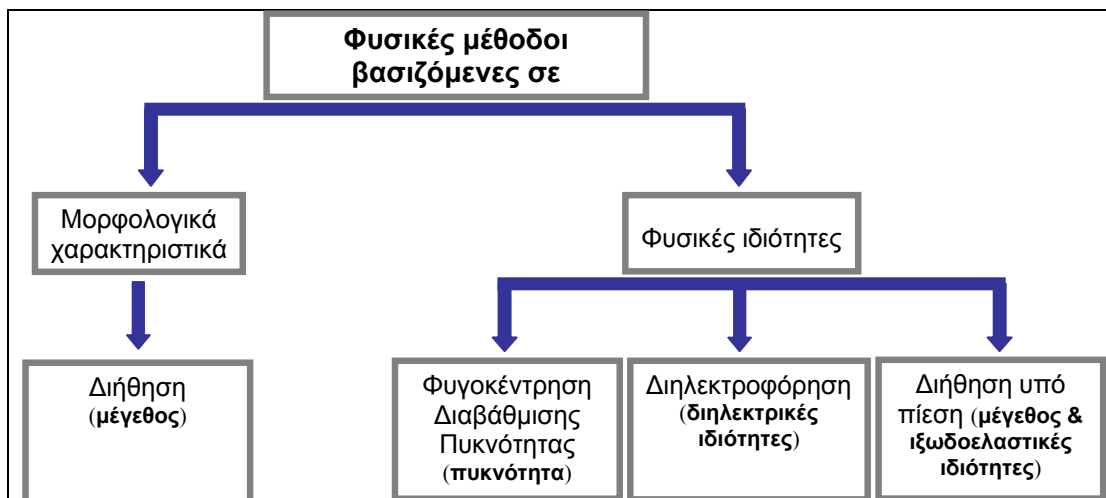 Φυσικές μέθοδοι
βασιζόμενες σε
Μορφολογικά
χαρακτηριστικά
Φυσικές ιδιότητες
Διήθηση
(μέγεθος)
Φυγοκέντρηση
Διαβάθμισης
Πυκνότητας
(πυκνότητα)
Διηλεκτροφόρηση
(διηλεκτρικές
ιδιότητες)
Διήθηση υπό
πίεση (μέγεθος &
ιξωδοελαστικές
ιδιότητες)